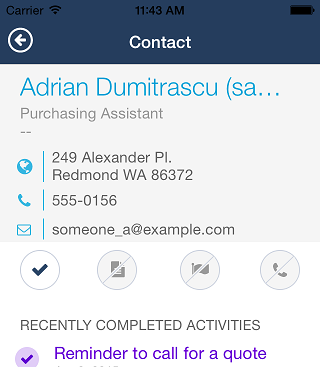 Carrier 11:43 AM
Contact
Adrian Dumitrascu (sa…
Purchasing Assistant
--
249 Alexander Pl.
Redmond WA 86372
555-0156
someone_a@example.com
RECENTLY COMPLETED ACTIVITIES
Reminder to call for a quote